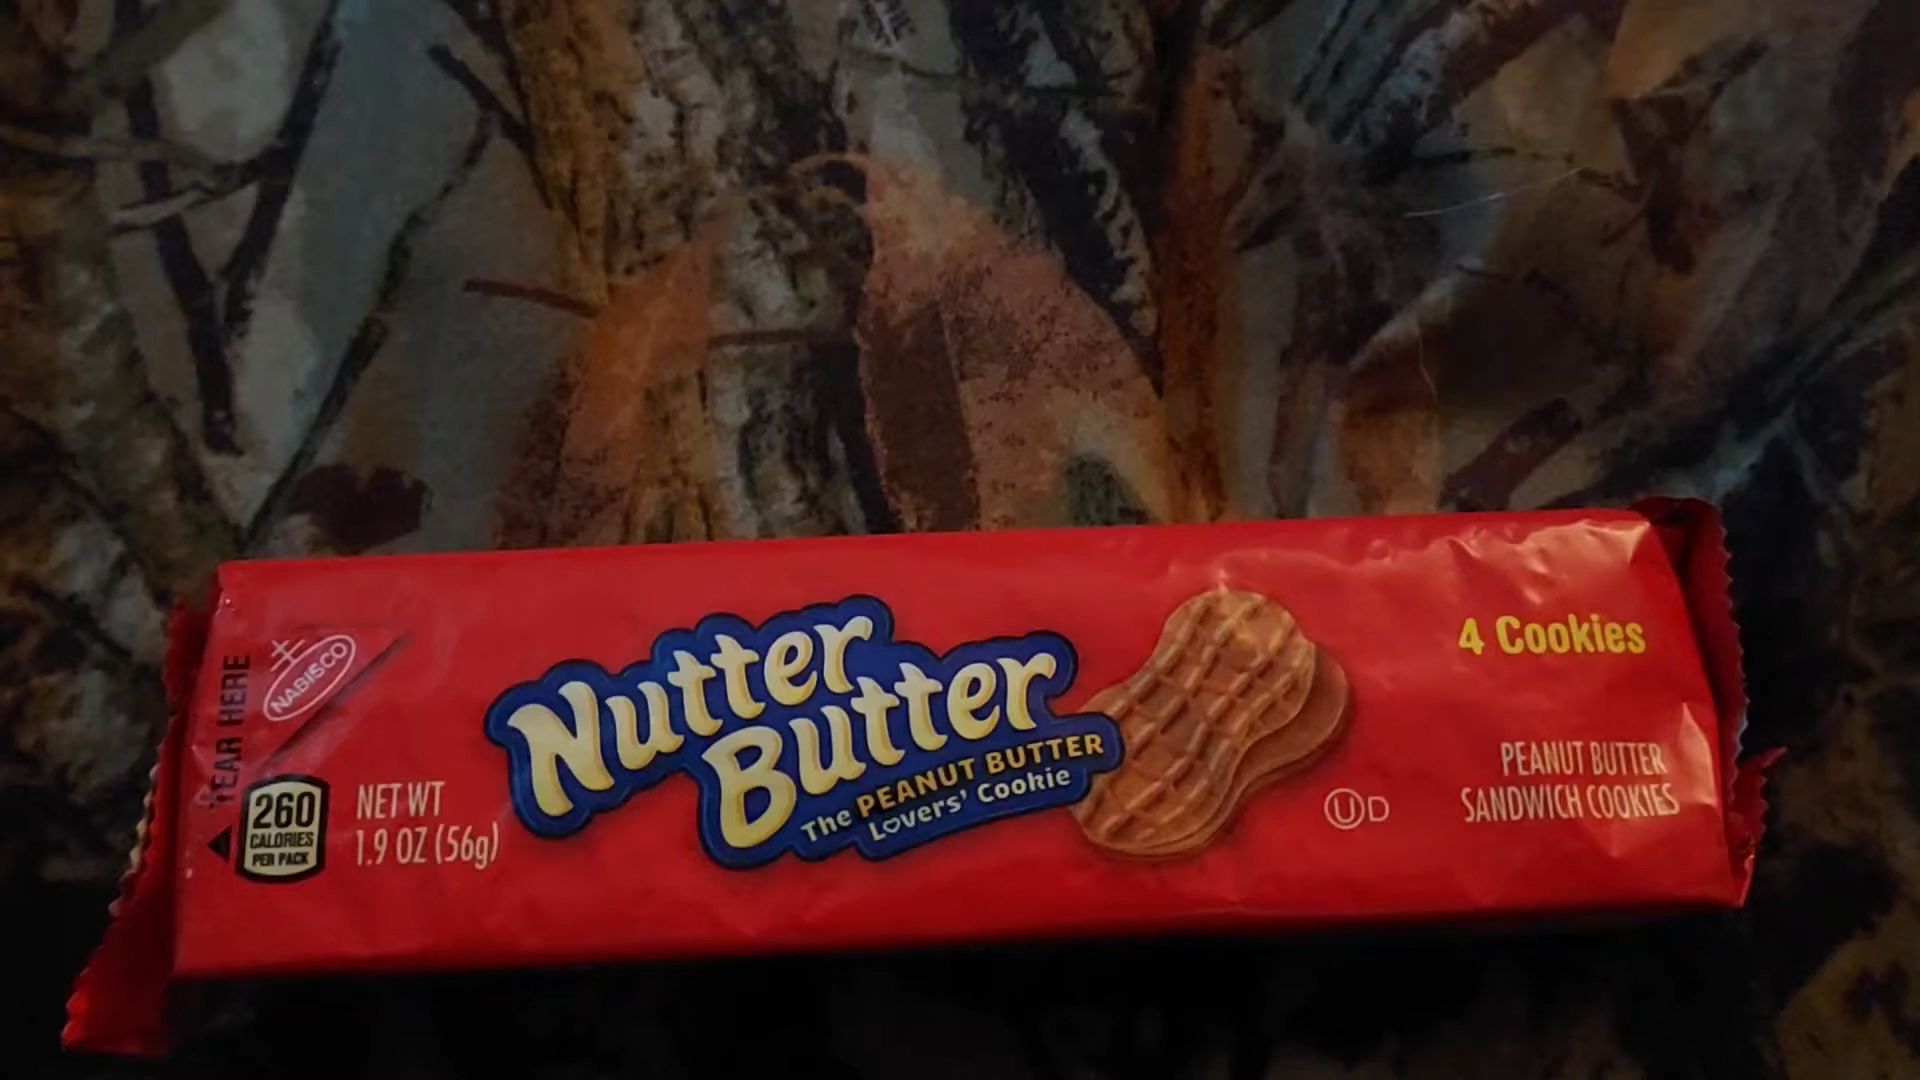 TEAR HERE
NABISCO
260
CALORIES
PER PACK
NET WT
1.9 OZ (56g)
Nutter
Butter
The PEANUT BUTTER
Lovers' Cookie
4 Cookies
PEANUT BUTTER
SANDWICH COOKIES
UD